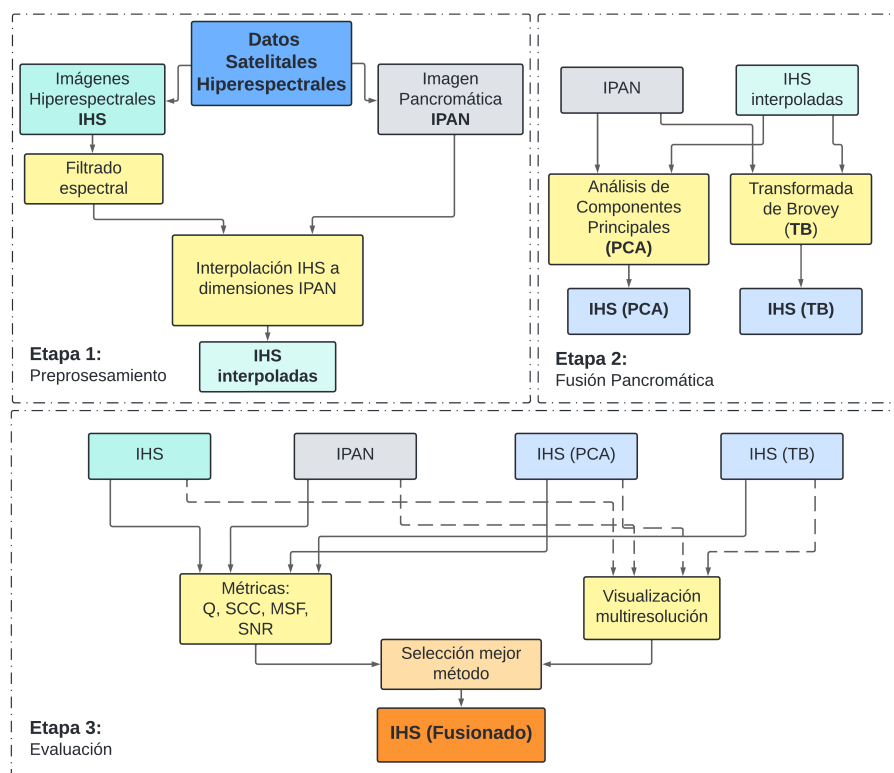 Datos
Satelitales
Hiperespectrales
Imágenes
Hiperespectrales
IHS
Imagen
Pancromática
IPAN
Filtrado
espectral
Interpolación IHS a
dimensiones IPAN
IHS
interpoladas
Etapa 1:
Preprosesamiento
IPAN
IHS
interpoladas
Análisis de
Componentes
Principales
(PCA)
Transformada
de Brovey
(TB)
IHS (PCA)
IHS (TB)
Etapa 2:
Fusión Pancromática
IHS
IPAN
IHS (PCA)
IHS (TB)
Métricas:
Q, SCC, MSF,
SNR
Visualización
multiresolución
Selección mejor
método
IHS (Fusionado)
Etapa 3:
Evaluación